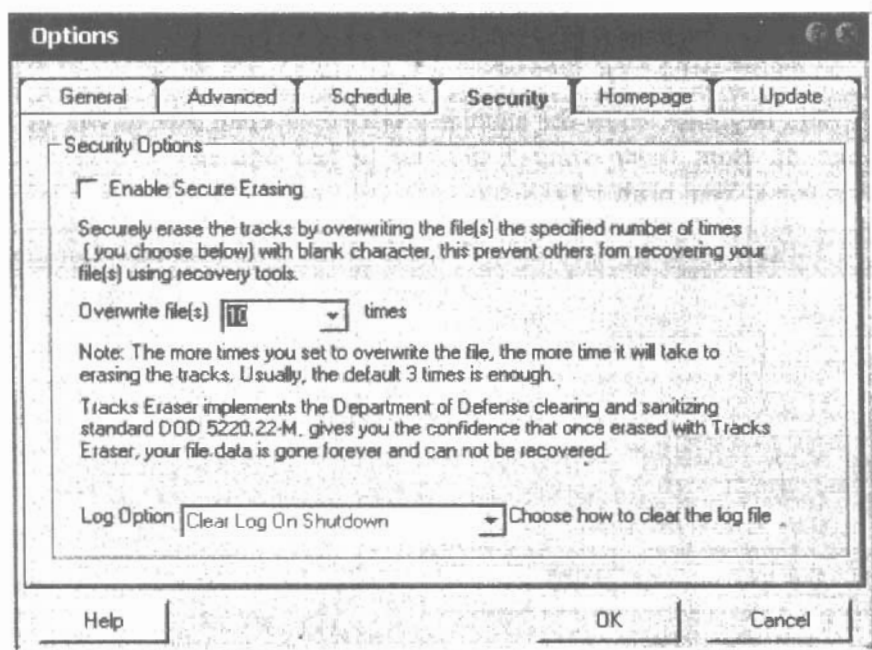 Options
General Advanced Schedule Security Homepage Update
Security Options
Enable Secure Erasing
Securely erase the tracks by overwriting the file(s) the specified number of times
( you choose below) with blank character, this prevent others fom recovering your
file(s) using recovery tools.
Overwrite file(s) 10 times
Note: The more times you set to overwrite the file, the more time it will take to
erasing the tracks. Usually, the default 3 times is enough.
Tracks Eraser implements the Department of Defense clearing and sanitizing
standard DOD 5220.22-M, gives you the confidence that once erased with Tracks
Eraser, your file data is gone forever and can not be recovered.
Log Option Clear Log On Shutdown Choose how to clear the log file
Help OK Cancel